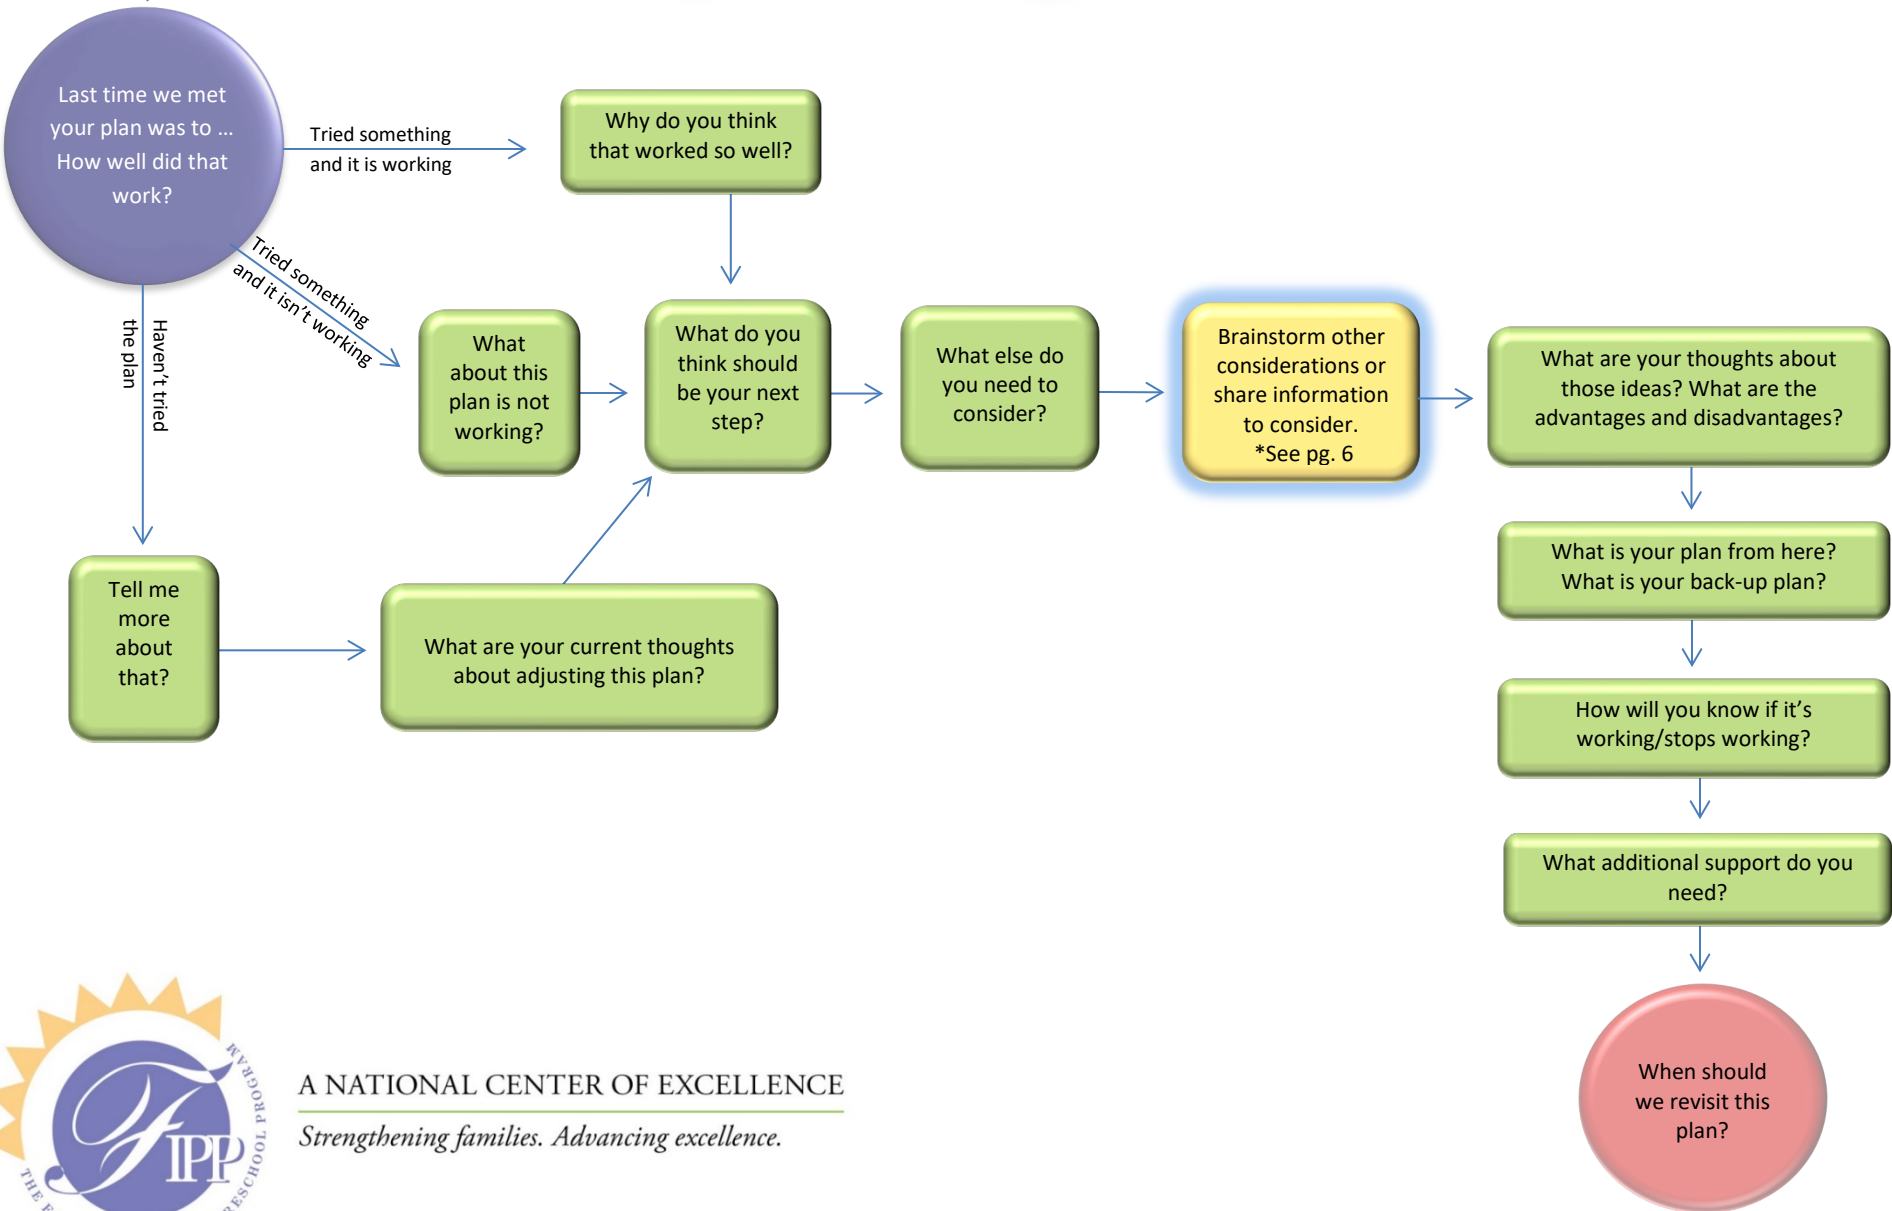 Last time we met
your plan was to ...
How well did that
work?
Tried something
and it is working
Why do you think
that worked so well?
Tried something
and it isn't working
Haven't tried
the plan
What
about this
plan is not
working?
What do you
think should
be your next
step?
What else do
you need to
consider?
Brainstorm other
considerations or
share information
to consider.
*See pg. 6
What are your thoughts about
those ideas? What are the
advantages and disadvantages?
Tell me
more
about
that?
What are your current thoughts
about adjusting this plan?
What is your plan from here?
What is your back-up plan?
How will you know if it's
working/stops working?
What additional support do you
need?
When should
we revisit this
plan?
THE
RESCHOOL PROGRAM
FIPP
A NATIONAL CENTER OF EXCELLENCE
Strengthening families. Advancing excellence.